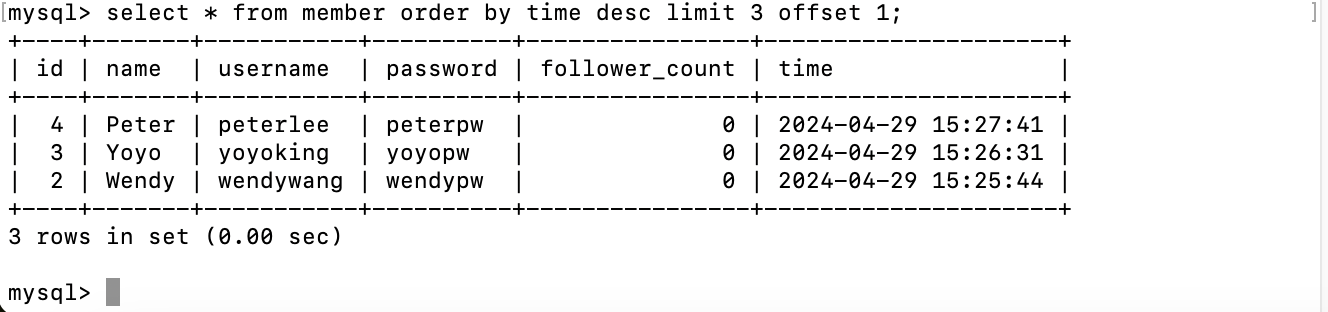 [mysql> select * from member order by time desc limit 3 offset 1; ]
+----+-------+-----------+----------+----------------+---------------------+
| id | name  | username  | password | follower_count | time                |
+----+-------+-----------+----------+----------------+---------------------+
|  4 | Peter | peterlee  | peterpw  |              0 | 2024-04-29 15:27:41 |
|  3 | Yoyo  | yoyoking  | yoyopw   |              0 | 2024-04-29 15:26:31 |
|  2 | Wendy | wendywang | wendypw  |              0 | 2024-04-29 15:25:44 |
+----+-------+-----------+----------+----------------+---------------------+
3 rows in set (0.00 sec)
mysql>